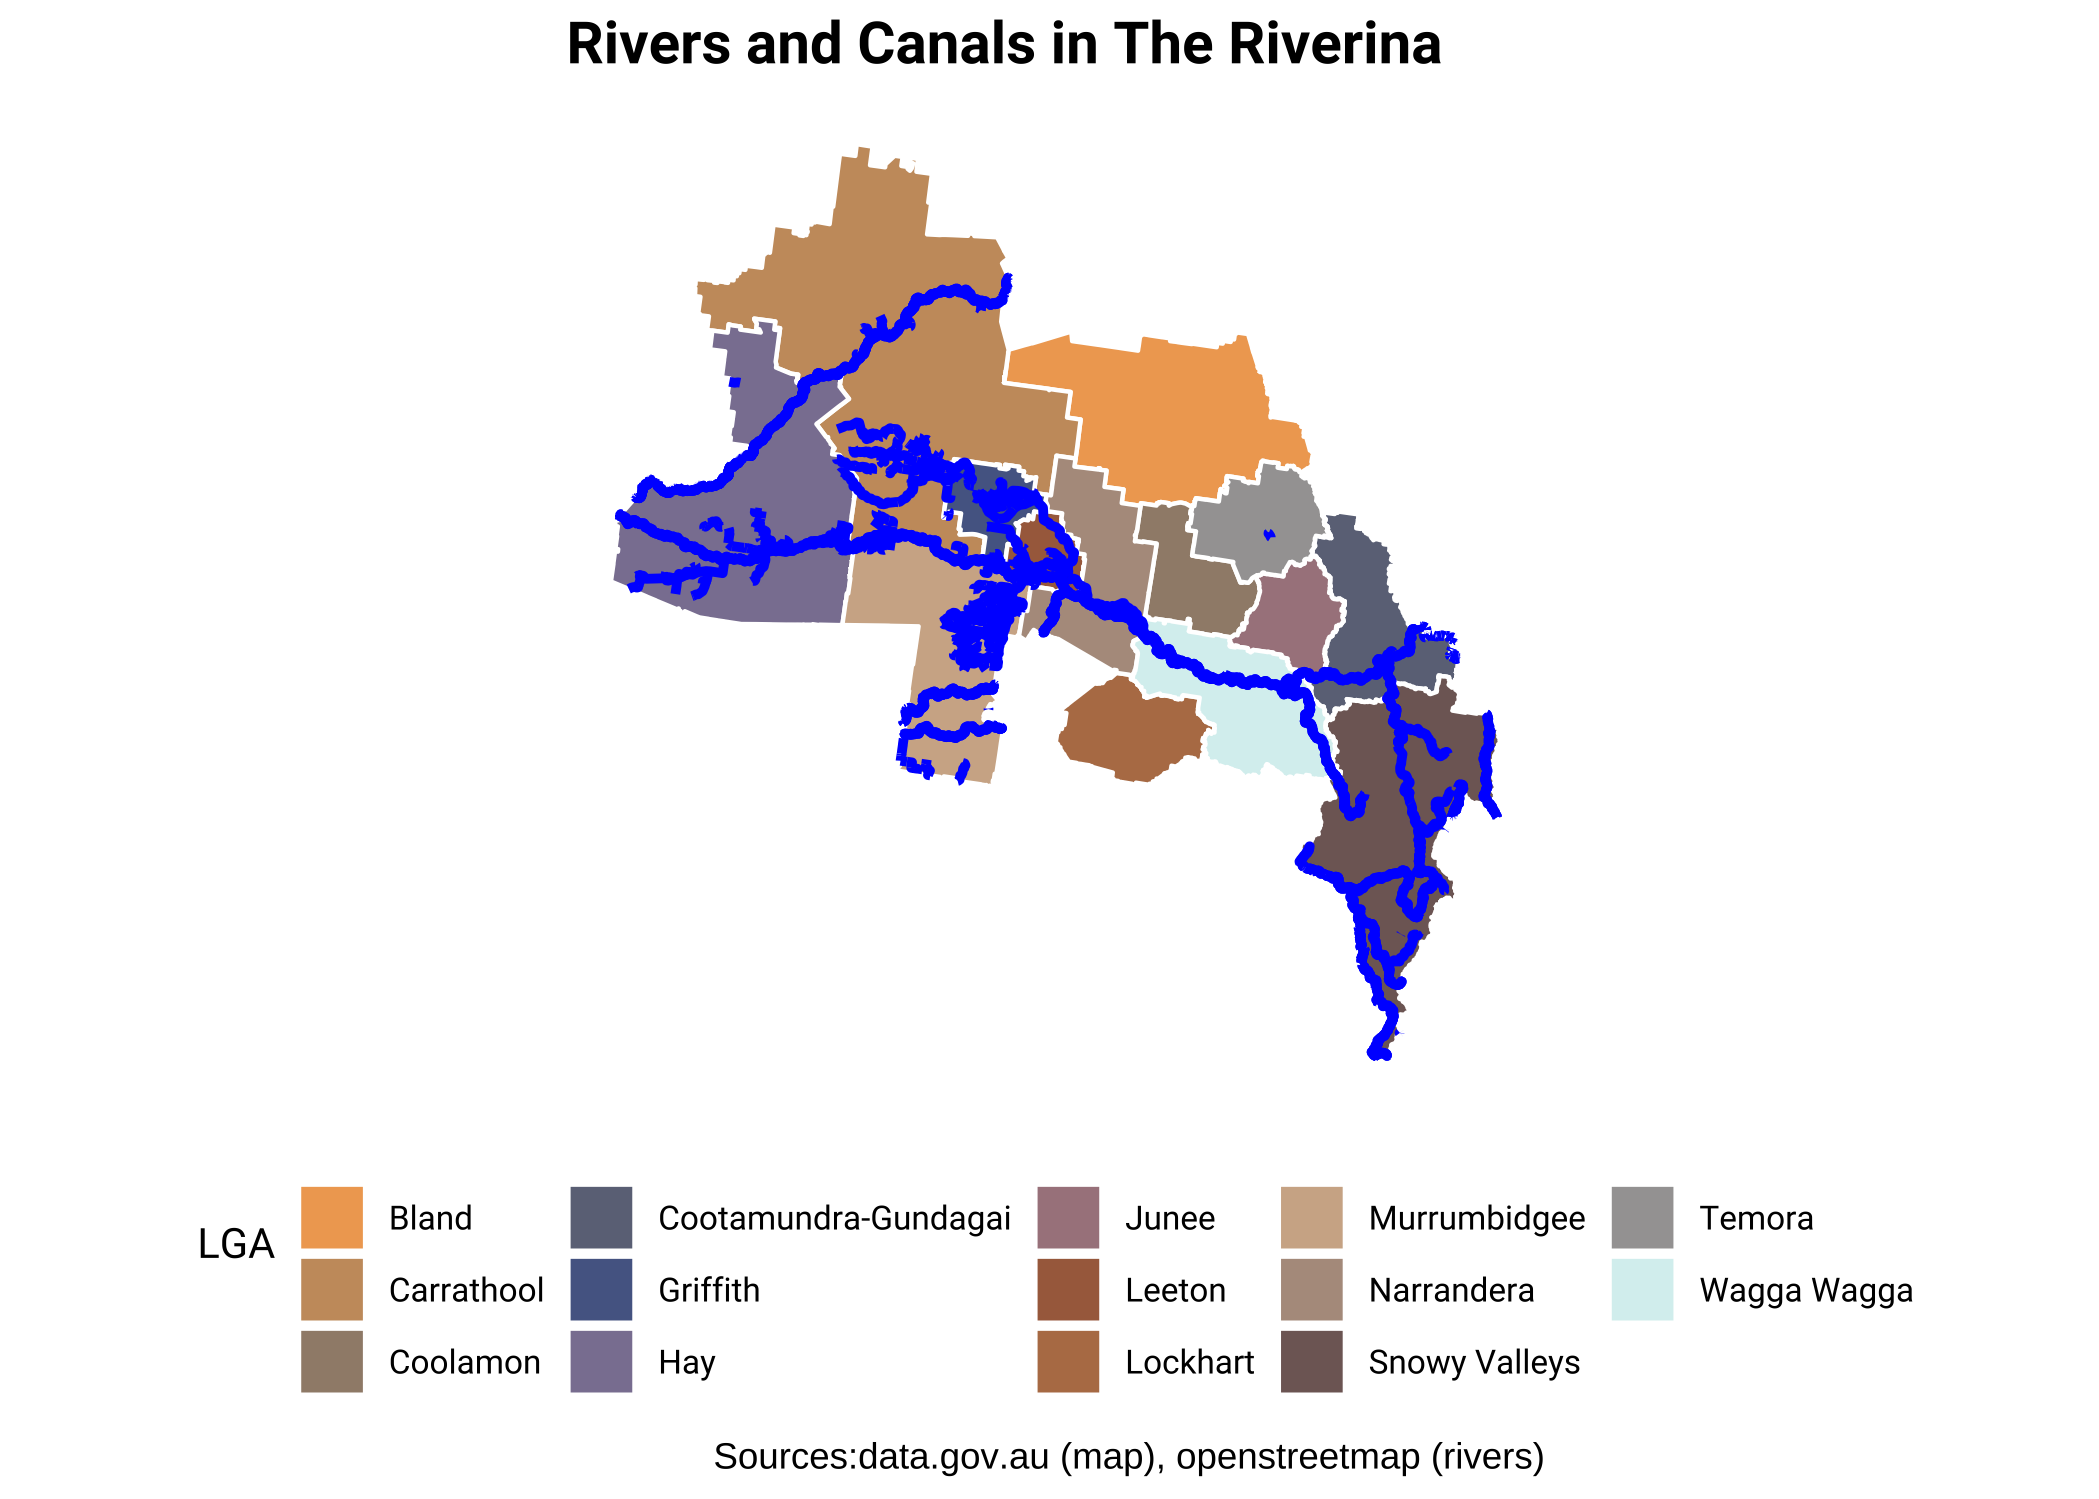 Rivers and Canals in The Riverina
LGA
Bland
Carrathool
Coolamon
Cootamundra-Gundagai
Griffith
Hay
Junee
Leeton
Lockhart
Murrumbidgee
Narrandera
Snowy Valleys
Temora
Wagga Wagga
Sources:data.gov.au (map), openstreetmap (rivers)